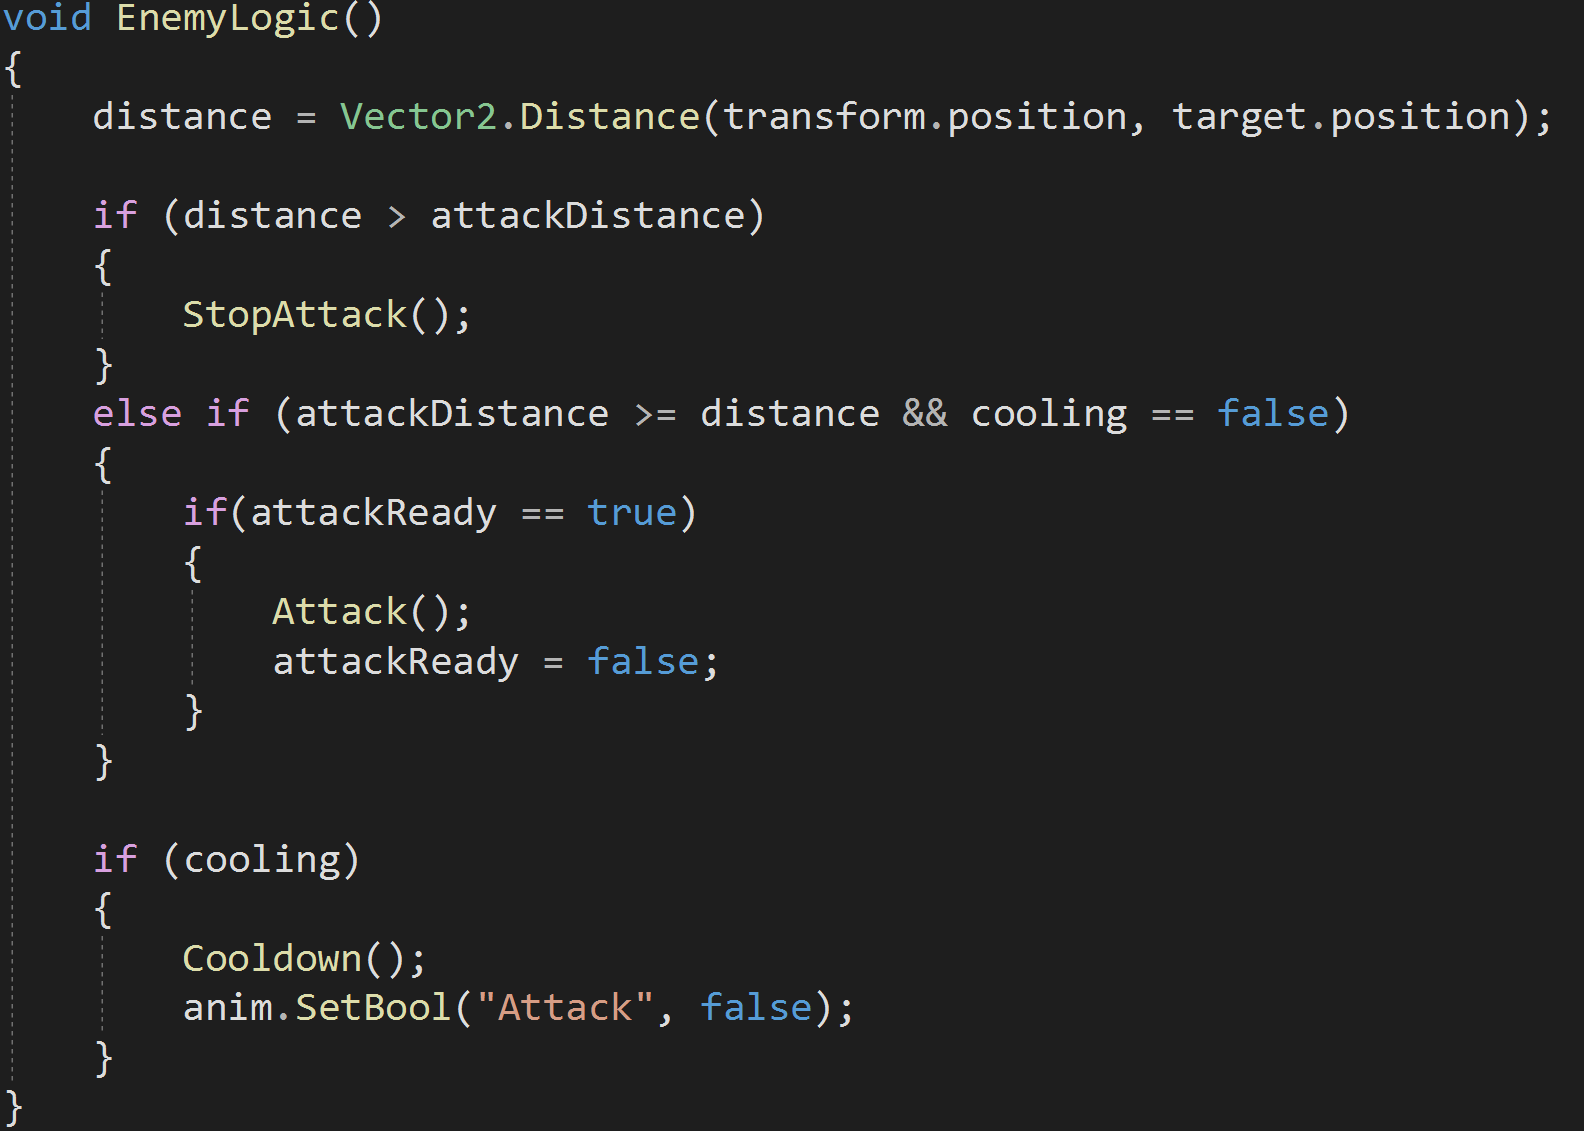 void EnemyLogic()
{
    distance = Vector2.Distance(transform.position, target.position);

    if (distance > attackDistance)
    {
        StopAttack();
    }
    else if (attackDistance >= distance && cooling == false)
    {
        if(attackReady == true)
        {
            Attack();
            attackReady = false;
        }
    }

    if (cooling)
    {
        Cooldown();
        anim.SetBool("Attack", false);
    }
}